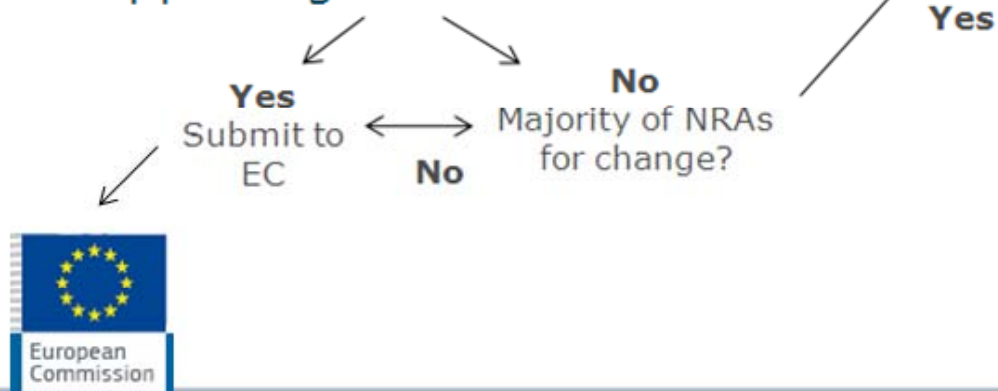 Yes
No
Yes
Majority of NRAs
Submit to
for change?
EC
No
European
Commission